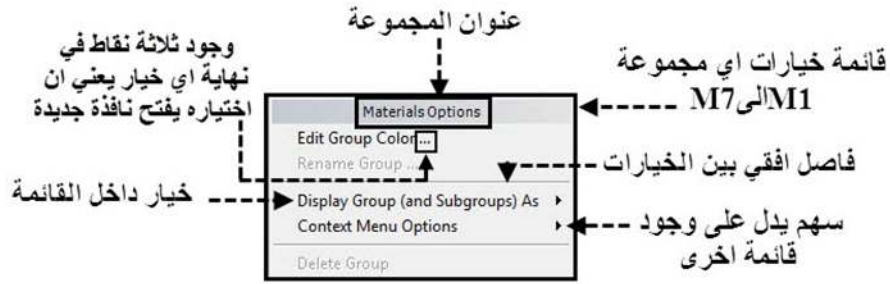 عنوان المجموعة
وجود ثلاثة نقاط في
نهاية اي خيار يعني ان
اختياره يفتح نافذة جديدة
قائمة خيارات اي مجموعة
M1الىM7
Materials Options
Edit Group Color ...
Rename Group ...
فاصل افقي بين الخيارات
خيار داخل القائمة
Display Group (and Subgroups) As
Context Menu Options
سهم يدل على وجود
قائمة اخرى
Delete Group